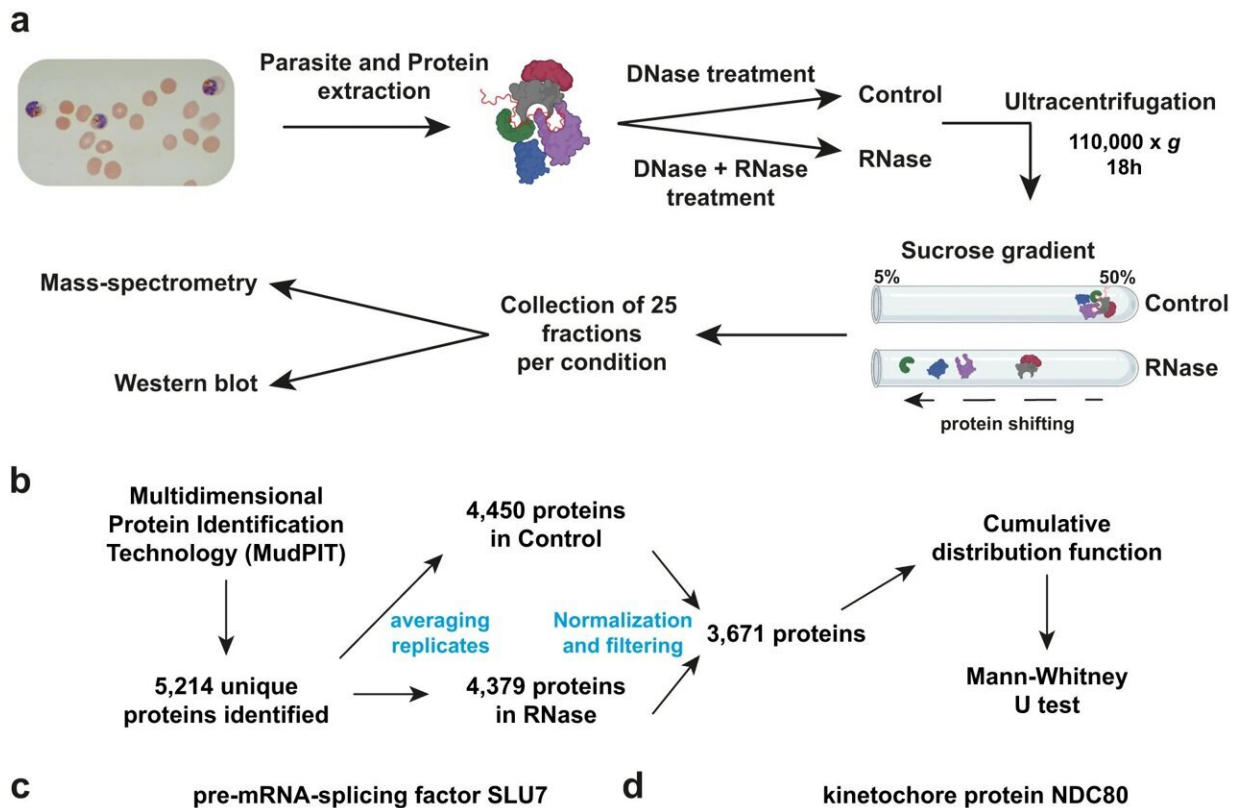 a
Parasite and Protein
extraction
DNase treatment
DNase + RNase
treatment
Control
RNase
Ultracentrifugation
110,000 x g
18h
Sucrose gradient
5%
50%
Control
RNase
protein shifting
Collection of 25
fractions
per condition
Mass-spectrometry
Western blot
b
Multidimensional
Protein Identification
Technology (MudPIT)
5,214 unique
proteins identified
averaging
replicates
4,450 proteins
in Control
4,379 proteins
in RNase
Normalization
and filtering
3,671 proteins
Cumulative
distribution function
Mann-Whitney
U test
c
pre-mRNA-splicing factor SLU7
d
kinetochore protein NDC80